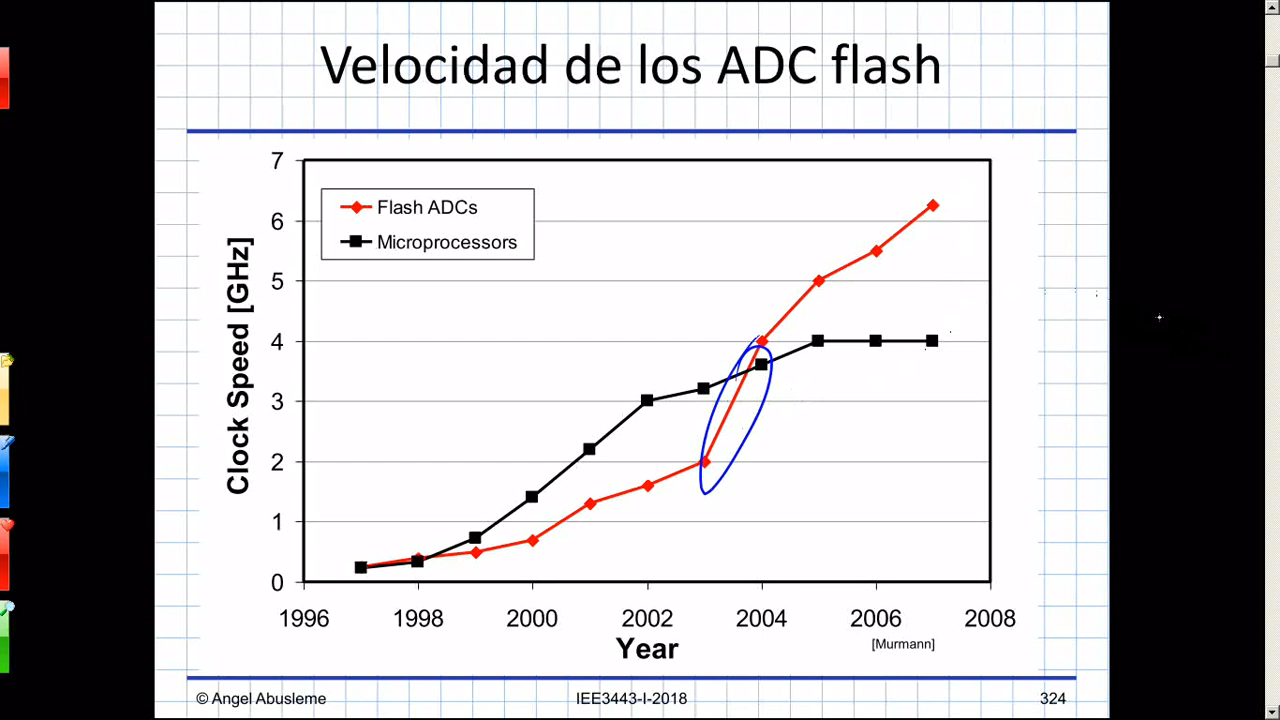 Velocidad de los ADC flash
7
6
5
4
3
2
1
0
Clock Speed [GHz]
Flash ADCs
Microprocessors
1996 1998 2000 2002 2004 2006 2008
Year
[Murmann]
© Angel Abusleme IEE3443-I-2018 324